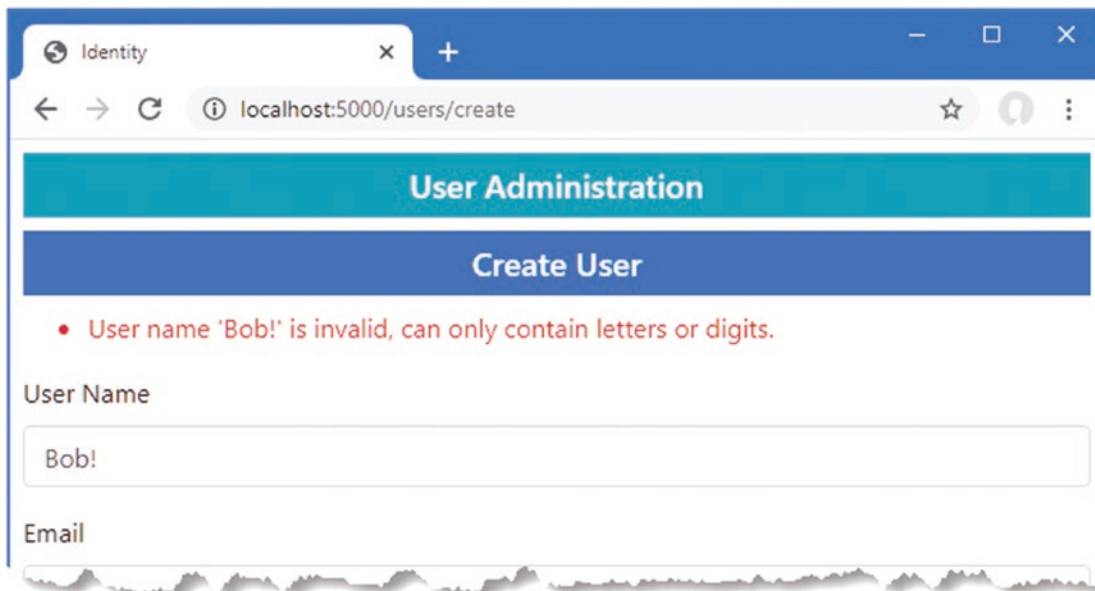 Identity
localhost:5000/users/create
User Administration
Create User
• User name 'Bob!' is invalid, can only contain letters or digits.
User Name
Bob!
Email